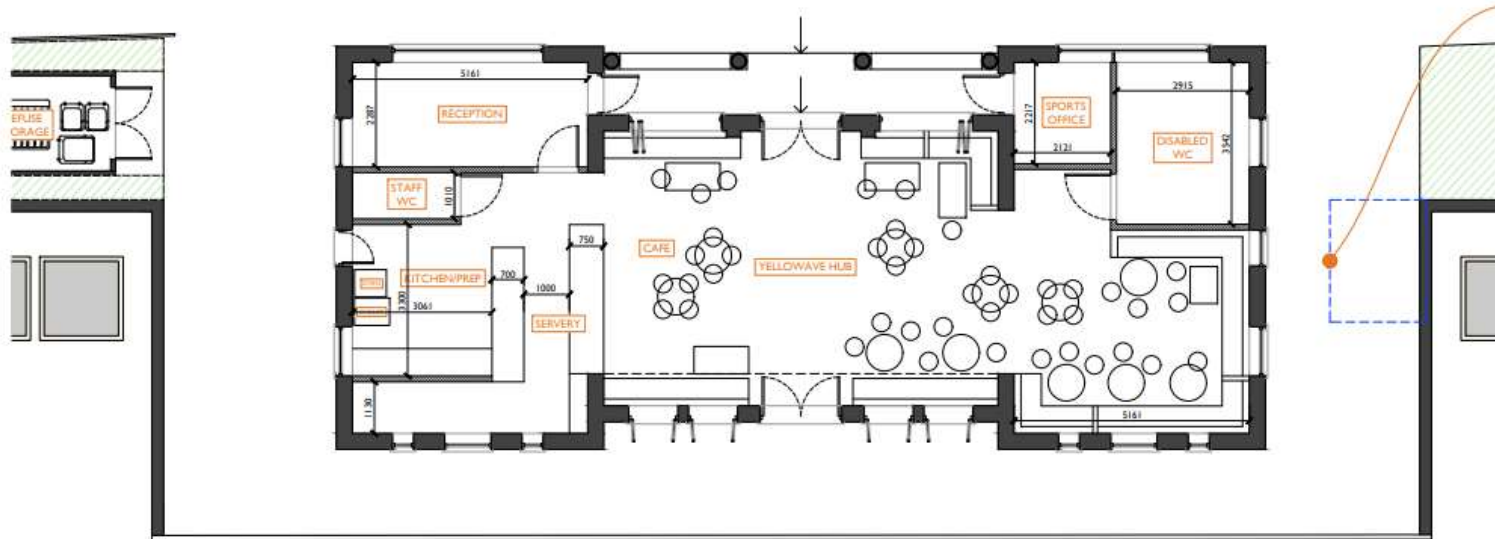 5161
2287
RECEPTION
SPORTS
OFFICE
2217
2121
2915
3542
DISABLED
WC
EFUSE
ORAGE
STAFF
WC
1010
750
CAFE
YELLOWAVE HUB
KITCHEN/PREP
700
1000
3300
3061
SERVERY
1130
5161